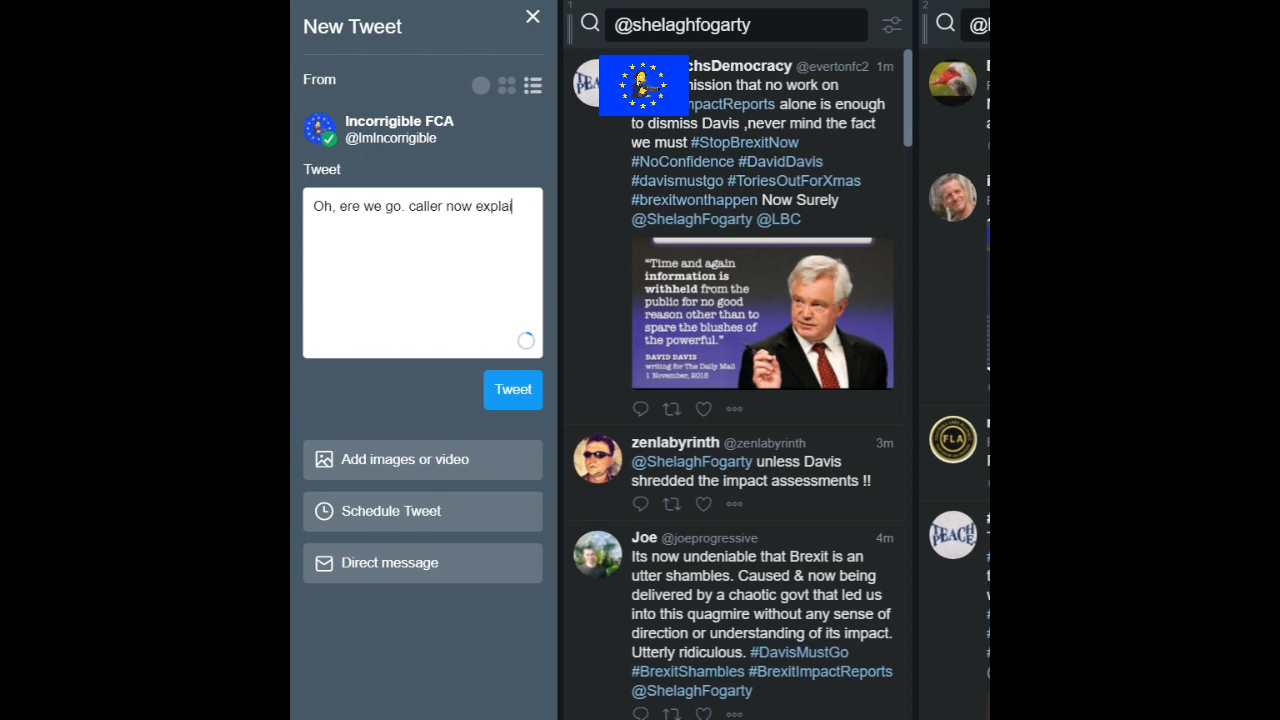 New Tweet
From
Incorrigible FCA
@ImIncorrigible
Tweet
Oh, ere we go. caller now explai
Tweet
Add images or video
Schedule Tweet
Direct message
1
@shelaghfogarty
chsDemocracy @evertonfc2 1m
mission that no work on
mpactReports alone is enough
to dismiss Davis ,never mind the fact
we must #StopBrexitNow
#NoConfidence #DavidDavis
#davismustgo #ToriesOutForXmas
#brexitwonthappen Now Surely
@ShelaghFogarty @LBC
“Time and again
information is
withheld from the
public for no good
reason other than to
spare the blushes of
the powerful.”
DAVID DAVIS
writing for The Daily Mail
1 November, 2015
zenlabyrinth @zenlabyrinth 3m
@ShelaghFogarty unless Davis
shredded the impact assessments !!
Joe @joeprogressive 4m
Its now undeniable that Brexit is an
utter shambles. Caused & now being
delivered by a chaotic govt that led us
into this quagmire without any sense of
direction or understanding of its impact.
Utterly ridiculous. #DavisMustGo
#BrexitShambles #BrexitImpactReports
@ShelaghFogarty
2
FLA
TEACH
PEACE